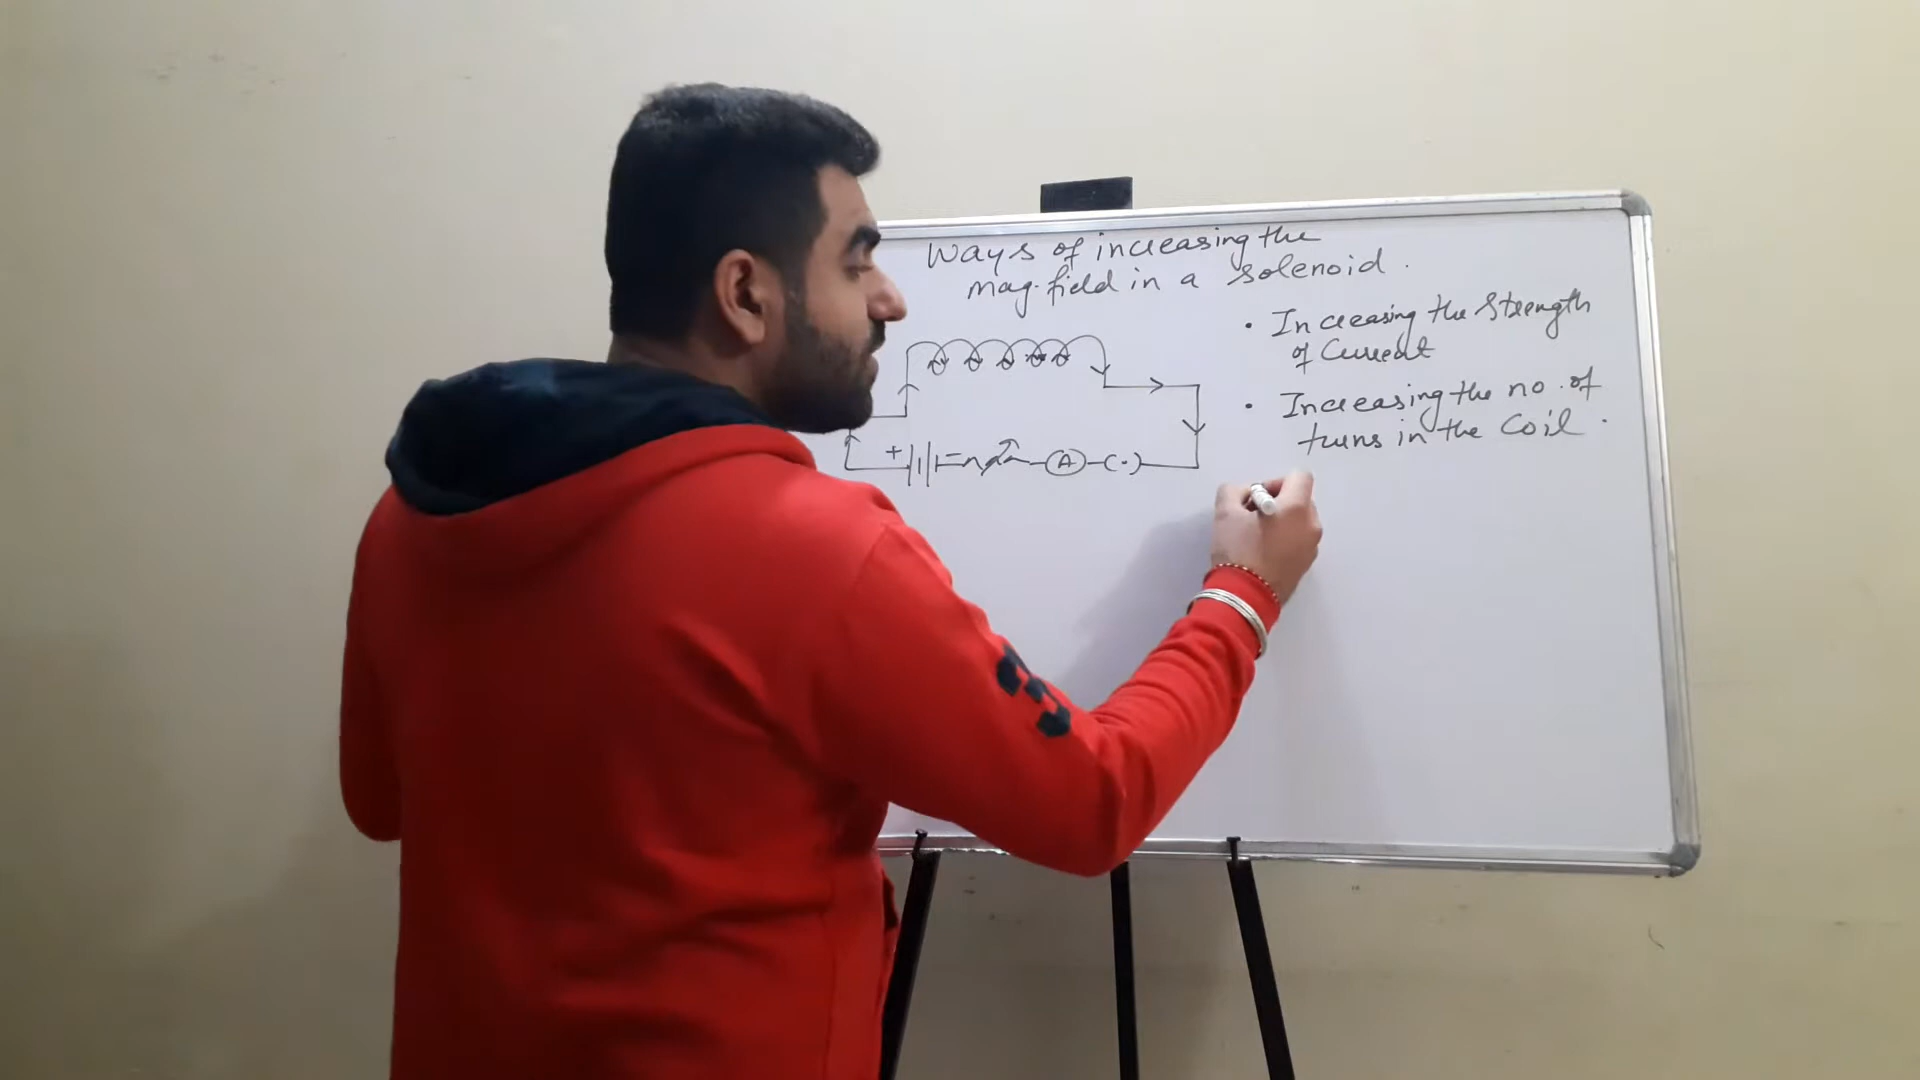 Ways of increasing the
mag. field in a solenoid.
• Increasing the strength
of Current
• Increasing the no. of
turns in the Coil.
+
A
(·)
3